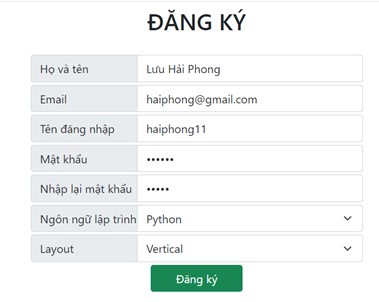 ĐĂNG KÝ
Họ và tên Lưu Hải Phong
Email haiphong@gmail.com
Tên đăng nhập haiphong11
Mật khẩu ••••••
Nhập lại mật khẩu •••••
Ngôn ngữ lập trình Python
Layout Vertical
Đăng ký